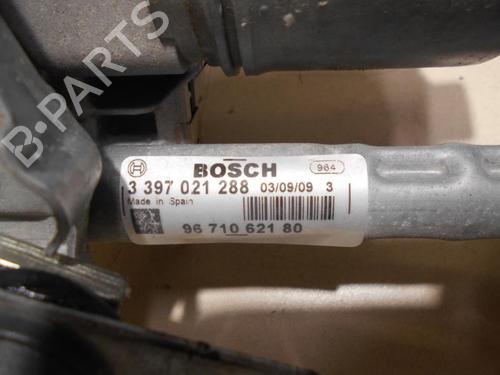 B-PARTS
BOSCH 964
3 397 021 288 03/09/09 3
Made in Spain
96 710 621 80